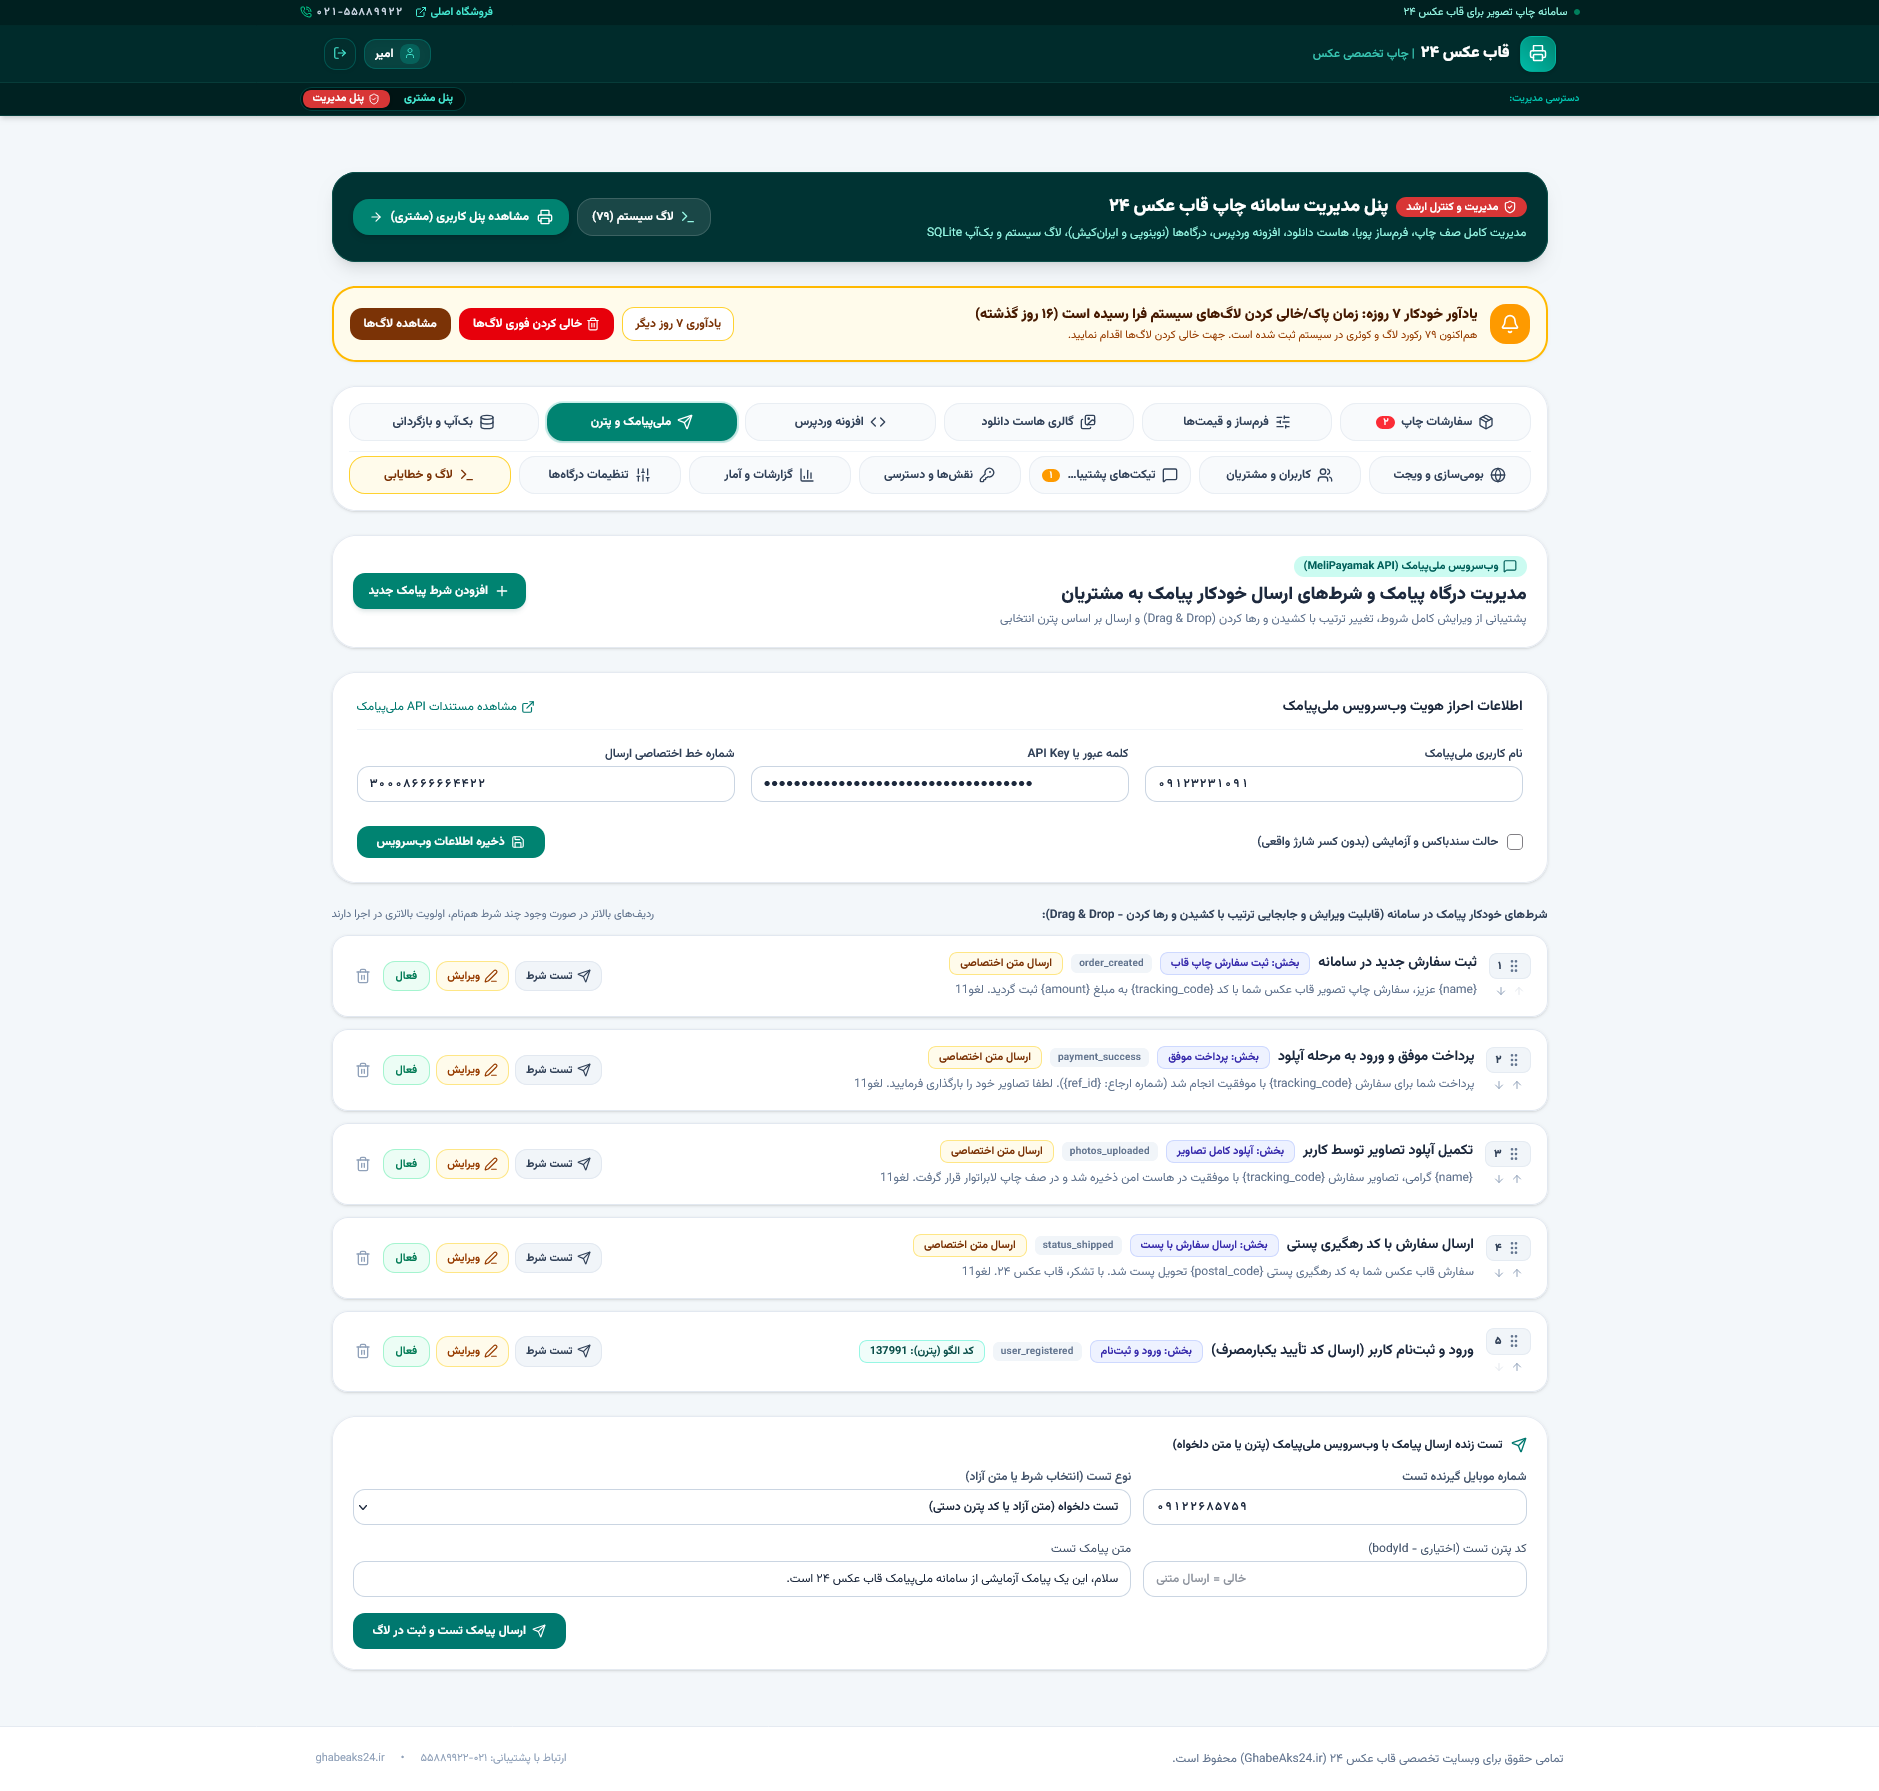 سامانه چاپ تصویر برای قاب عکس ۲۴
فروشگاه اصلی ۰۲۱-۵۵۸۸۹۹۲۲
قاب عکس ۲۴ | چاپ تخصصی عکس
امیر
دسترسی مدیریت:
پنل مشتری پنل مدیریت
مدیریت و کنترل ارشد پنل مدیریت سامانه چاپ قاب عکس ۲۴
مدیریت کامل صف چاپ، فرم‌ساز پویا، هاست دانلود، افزونه وردپرس، درگاه‌ها (نوینوپی و ایران‌کیش)، لاگ سیستم و بک‌آپ SQLite
لاگ سیستم (۷۹) مشاهده پنل کاربری (مشتری)
یادآور خودکار ۷ روزه: زمان پاک/خالی کردن لاگ‌های سیستم فرا رسیده است (۱۶ روز گذشته)
هم‌اکنون ۷۹ رکورد لاگ و کوئری در سیستم ثبت شده است. جهت خالی کردن لاگ‌ها اقدام نمایید.
یادآوری ۷ روز دیگر خالی کردن فوری لاگ‌ها مشاهده لاگ‌ها
سفارشات چاپ ۲ فرم‌ساز و قیمت‌ها گالری هاست دانلود افزونه وردپرس ملی‌پیامک و پترن بک‌آپ و بازگردانی
بومی‌سازی و ویجت کاربران و مشتریان تیکت‌های پشتیبا... ۱ نقش‌ها و دسترسی گزارشات و آمار تنظیمات درگاه‌ها لاگ و خطایابی
وب‌سرویس ملی‌پیامک (MeliPayamak API)
مدیریت درگاه پیامک و شرط‌های ارسال خودکار پیامک به مشتریان
پشتیبانی از ویرایش کامل شروط، تغییر ترتیب با کشیدن و رها کردن (Drag & Drop) و ارسال بر اساس پترن انتخابی
افزودن شرط پیامک جدید
اطلاعات احراز هویت وب‌سرویس ملی‌پیامک
مشاهده مستندات API ملی‌پیامک
نام کاربری ملی‌پیامک کلمه عبور یا API Key شماره خط اختصاصی ارسال
۰۹۱۲۳۲۳۱۰۹۱ •••••••••••••••••••••••••••••••••••• ۳۰۰۰۸۶۶۶۶۶۴۴۲۲
حالت سندباکس و آزمایشی (بدون کسر شارژ واقعی)
ذخیره اطلاعات وب‌سرویس
شرط‌های خودکار پیامک در سامانه (قابلیت ویرایش و جابجایی ترتیب با کشیدن و رها کردن - Drag & Drop):
ردیف‌های بالاتر در صورت وجود چند شرط هم‌نام، اولویت بالاتری در اجرا دارند
۱ ثبت سفارش جدید در سامانه بخش: ثبت سفارش چاپ قاب order_created ارسال متن اختصاصی
{name} عزیز، سفارش چاپ تصویر قاب عکس شما با کد {tracking_code} به مبلغ {amount} ثبت گردید. لغو11
تست شرط ویرایش فعال
۲ پرداخت موفق و ورود به مرحله آپلود بخش: پرداخت موفق payment_success ارسال متن اختصاصی
پرداخت شما برای سفارش {tracking_code} با موفقیت انجام شد (شماره ارجاع: {ref_id}). لطفا تصاویر خود را بارگذاری فرمایید. لغو11
تست شرط ویرایش فعال
۳ تکمیل آپلود تصاویر توسط کاربر بخش: آپلود کامل تصاویر photos_uploaded ارسال متن اختصاصی
{name} گرامی، تصاویر سفارش {tracking_code} با موفقیت در هاست امن ذخیره شد و در صف چاپ لابراتوار قرار گرفت. لغو11
تست شرط ویرایش فعال
۴ ارسال سفارش با کد رهگیری پستی بخش: ارسال سفارش با پست status_shipped ارسال متن اختصاصی
سفارش قاب عکس شما به کد رهگیری پستی {postal_code} تحویل پست شد. با تشکر، قاب عکس ۲۴. لغو11
تست شرط ویرایش فعال
۵ ورود و ثبت‌نام کاربر (ارسال کد تأیید یکبارمصرف) بخش: ورود و ثبت‌نام user_registered کد الگو (پترن): 137991
تست شرط ویرایش فعال
تست زنده ارسال پیامک با وب‌سرویس ملی‌پیامک (پترن یا متن دلخواه)
شماره موبایل گیرنده تست نوع تست (انتخاب شرط یا متن آزاد)
۰۹۱۲۲۶۸۵۷۵۹ تست دلخواه (متن آزاد یا کد پترن دستی)
کد پترن تست (اختیاری - bodyId) متن پیامک تست
خالی = ارسال متنی سلام، این یک پیامک آزمایشی از سامانه ملی‌پیامک قاب عکس ۲۴ است.
ارسال پیامک تست و ثبت در لاگ
تمامی حقوق برای وبسایت تخصصی قاب عکس ۲۴ (GhabeAks24.ir) محفوظ است.
ارتباط با پشتیبانی: ۰۲۱-۵۵۸۸۹۹۲۲ • ghabeaks24.ir